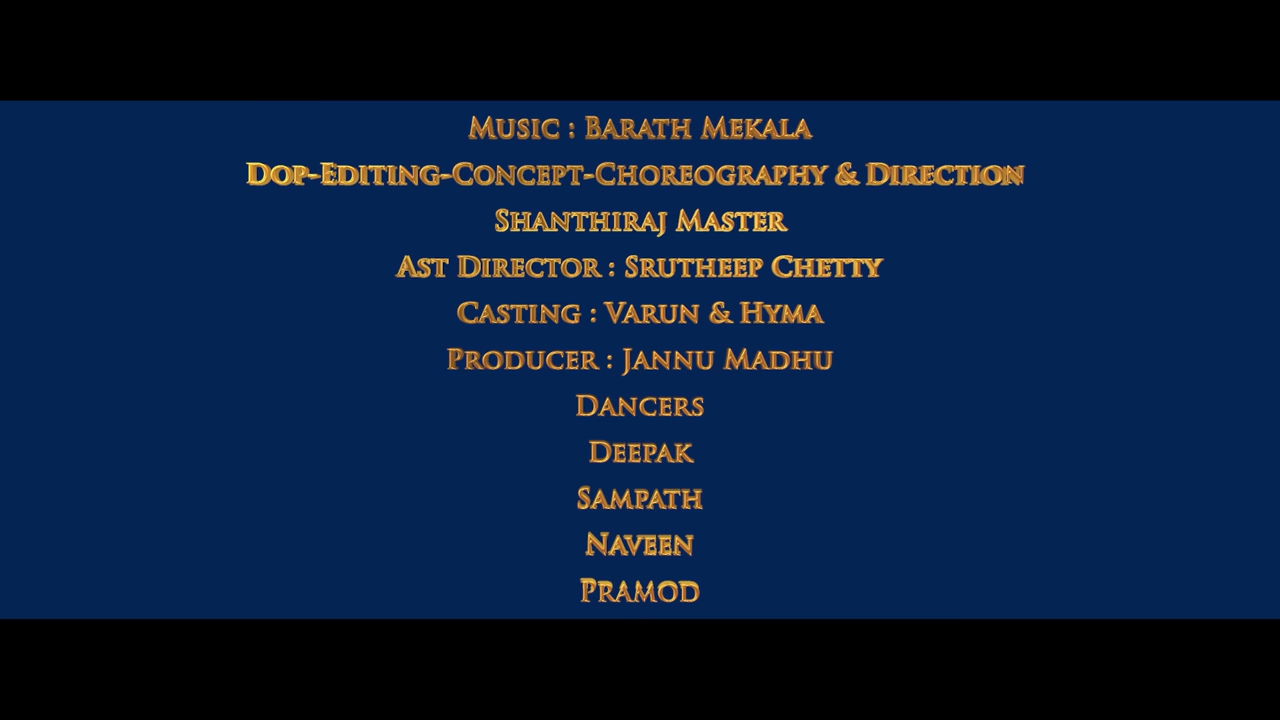 Music : Barath Mekala
Dop-Editing-Concept-Choreography & Direction
Shanthiraj Master
Ast Director : Srutheep Chetty
Casting : Varun & Hyma
Producer : Jannu Madhu
Dancers
Deepak
Sampath
Naveen
Pramod